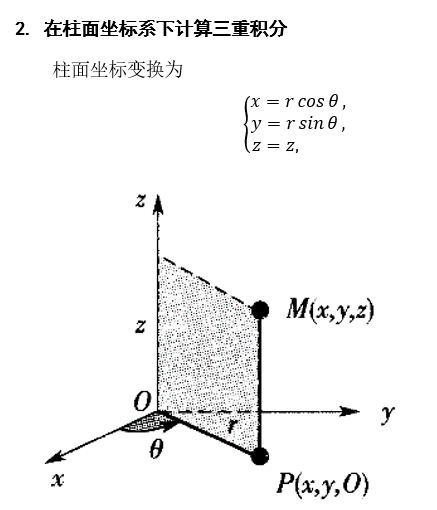 2. 在柱面坐标系下计算三重积分
柱面坐标变换为
x = r cos θ ,
y = r sin θ ,
z = z,
z
M(x,y,z)
z
O
r
y
θ
x
P(x,y,O)